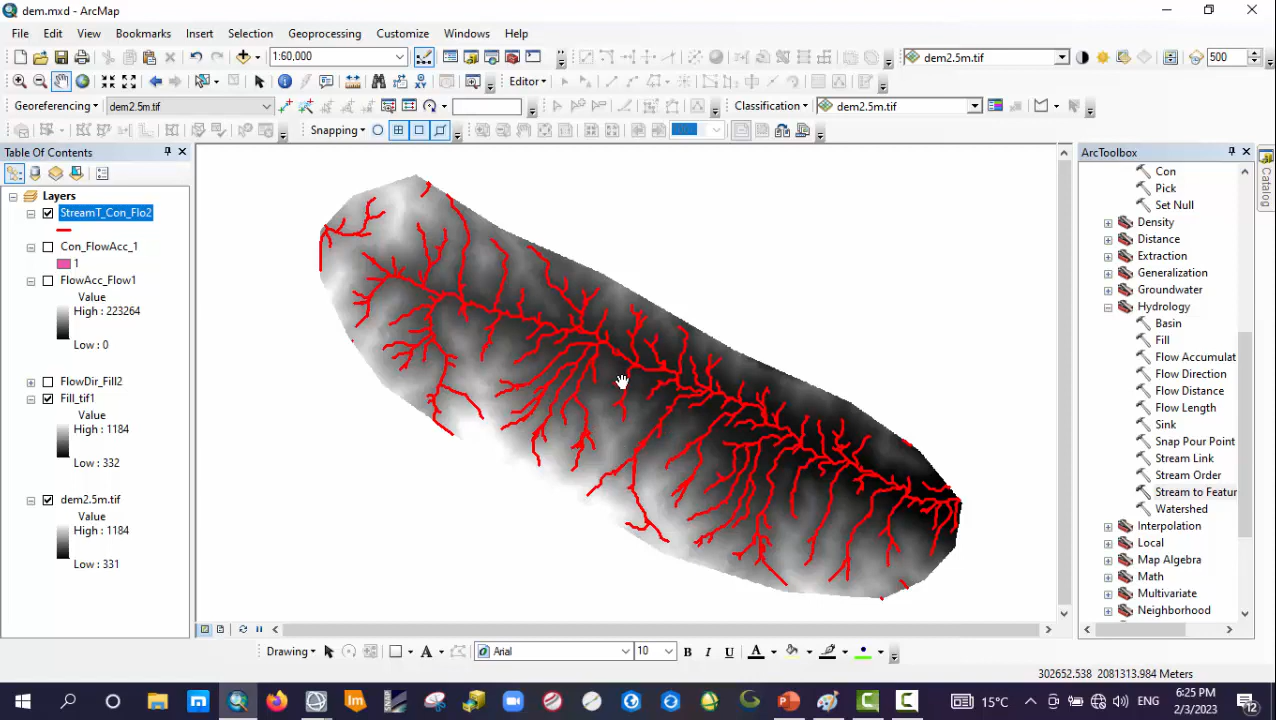 dem.mxd - ArcMap
File Edit View Bookmarks Insert Selection Geoprocessing Customize Windows Help
1:60,000 dem2.5m.tif 500
Editor
Georeferencing dem2.5m.tif Classification dem2.5m.tif
Snapping
Table Of Contents
ArcToolbox
Catalog
Layers
StreamT_Con_Flo2
Con_FlowAcc_1
1
FlowAcc_Flow1
Value
High : 223264
Low : 0
FlowDir_Fill2
Fill_tif1
Value
High : 1184
Low : 332
dem2.5m.tif
Value
High : 1184
Low : 331
Con
Pick
Set Null
Density
Distance
Extraction
Generalization
Groundwater
Hydrology
Basin
Fill
Flow Accumulat
Flow Direction
Flow Distance
Flow Length
Sink
Snap Pour Point
Stream Link
Stream Order
Stream to Featur
Watershed
Interpolation
Local
Map Algebra
Math
Multivariate
Neighborhood
Drawing A Arial 10 B I U A
302652.538 2081313.984 Meters
15°C ENG 6:25 PM
2/3/2023 12